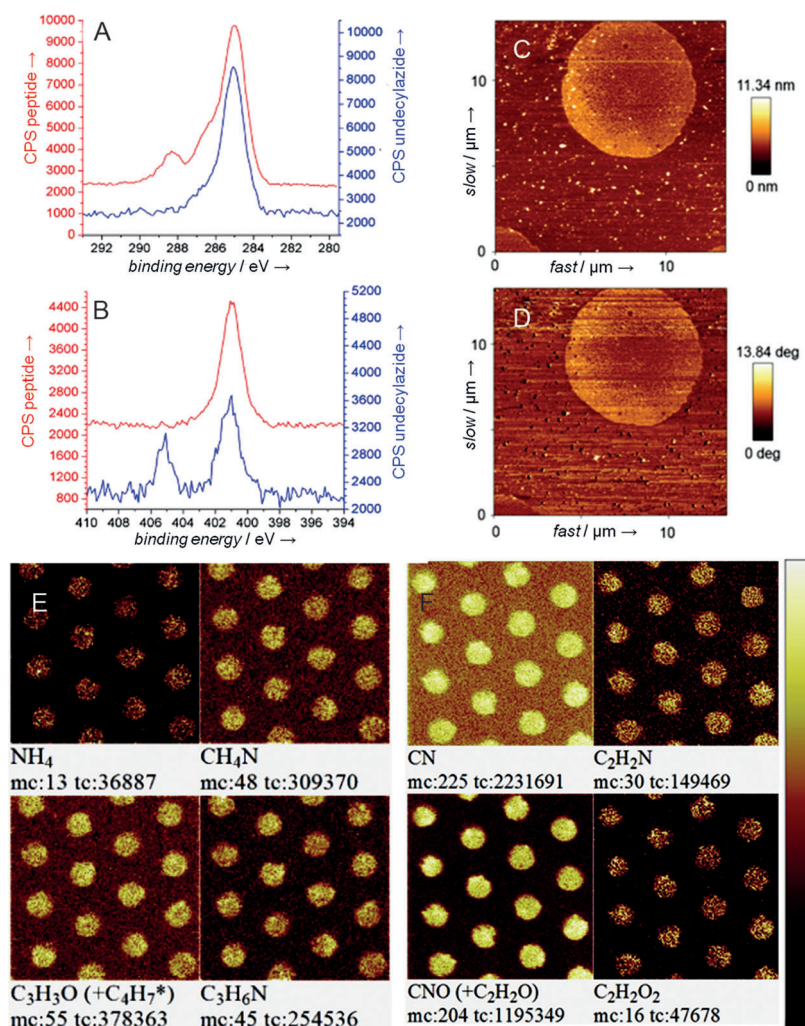 A
CPS peptide →
10000
9000
8000
7000
6000
5000
4000
3000
2000
1000
0
10000
9000
8000
7000
6000
5000
4000
3000
2000
CPS undecylazide →
292 290 288 286 284 282 280
binding energy / eV →
B
CPS peptide →
4400
4000
3600
3200
2800
2400
2000
1600
1200
800
5200
4800
4400
4000
3600
3200
2800
2400
2000
CPS undecylazide →
410 408 406 404 402 400 398 396 394
binding energy / eV →
C
slow / µm →
10
0
0 10
fast / µm →
11.34 nm
0 nm
D
slow / µm →
10
0
0 10
fast / µm →
13.84 deg
0 deg
E
NH₄
mc:13 tc:36887
CH₄N
mc:48 tc:309370
C₃H₃O (+C₄H₇*)
mc:55 tc:378363
C₃H₆N
mc:45 tc:254536
F
CN
mc:225 tc:2231691
C₂H₂N
mc:30 tc:149469
CNO (+C₂H₂O)
mc:204 tc:1195349
C₂H₂O₂
mc:16 tc:47678